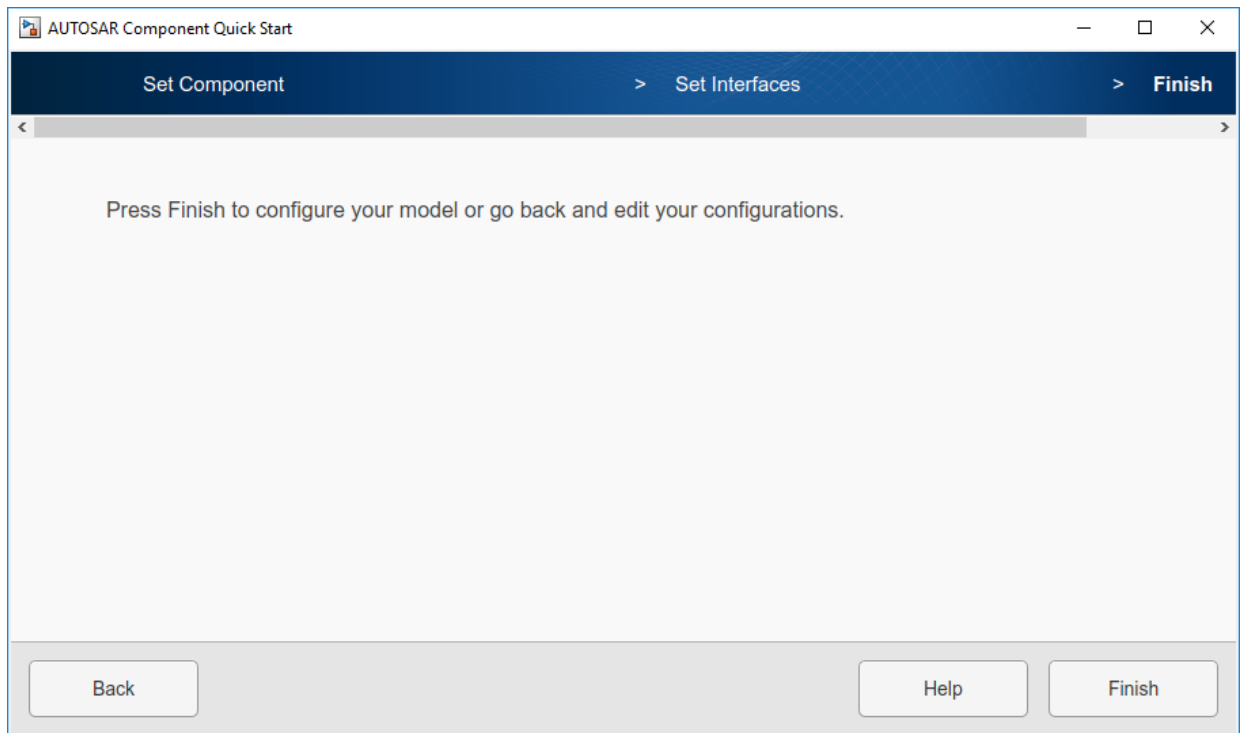 AUTOSAR Component Quick Start
Set Component > Set Interfaces > Finish
Press Finish to configure your model or go back and edit your configurations.
Back Help Finish